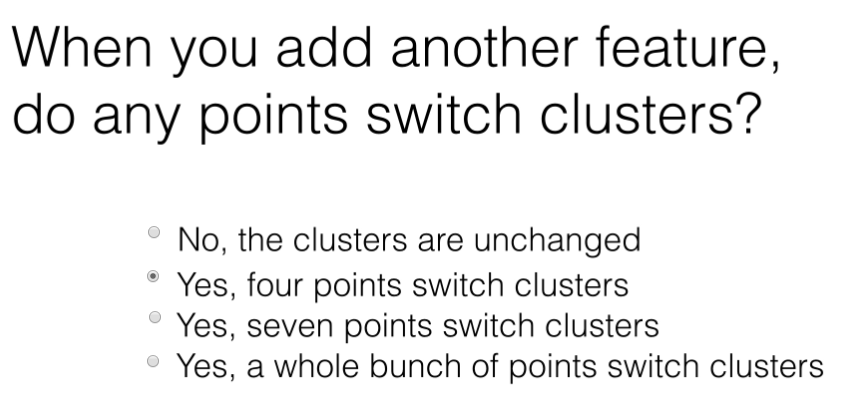 When you add another feature,
do any points switch clusters?
No, the clusters are unchanged
Yes, four points switch clusters
Yes, seven points switch clusters
Yes, a whole bunch of points switch clusters